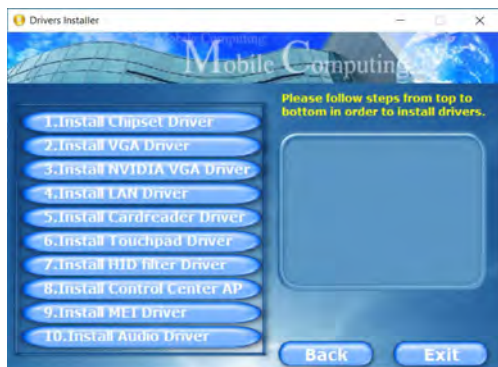 Drivers Installer
Mobile Computing
Mobile Computing
Please follow steps from top to
bottom in order to install drivers.
1.Install Chipset Driver
2.Install VGA Driver
3.Install NVIDIA VGA Driver
4.Install LAN Driver
5.Install Cardreader Driver
6.Install Touchpad Driver
7.Install HID filter Driver
8.Install Control Center AP
9.Install MEI Driver
10.Install Audio Driver
Back
Exit